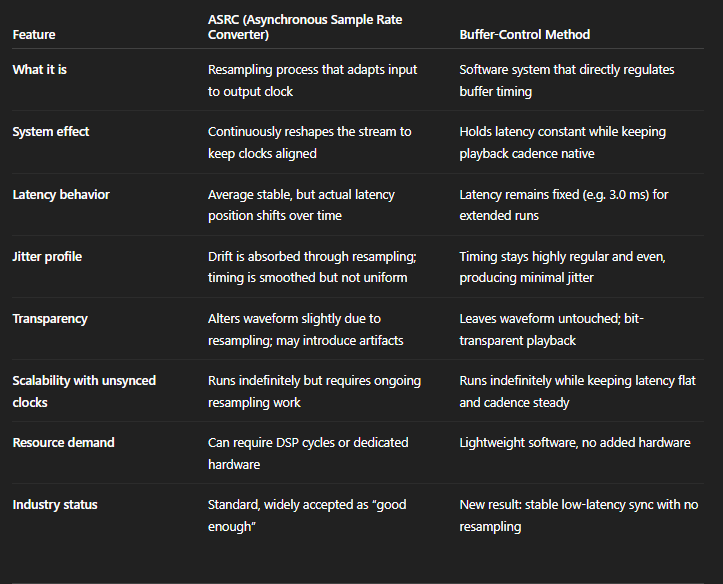 Feature
ASRC (Asynchronous Sample Rate
Converter)
Buffer-Control Method
What it is
Resampling process that adapts input
to output clock
Software system that directly regulates
buffer timing
System effect
Continuously reshapes the stream to
keep clocks aligned
Holds latency constant while keeping
playback cadence native
Latency behavior
Average stable, but actual latency
position shifts over time
Latency remains fixed (e.g. 3.0 ms) for
extended runs
Jitter profile
Drift is absorbed through resampling;
timing is smoothed but not uniform
Timing stays highly regular and even,
producing minimal jitter
Transparency
Alters waveform slightly due to
resampling; may introduce artifacts
Leaves waveform untouched; bit-
transparent playback
Scalability with unsynced
clocks
Runs indefinitely but requires ongoing
resampling work
Runs indefinitely while keeping latency flat
and cadence steady
Resource demand
Can require DSP cycles or dedicated
hardware
Lightweight software, no added hardware
Industry status
Standard, widely accepted as “good
enough”
New result: stable low-latency sync with no
resampling